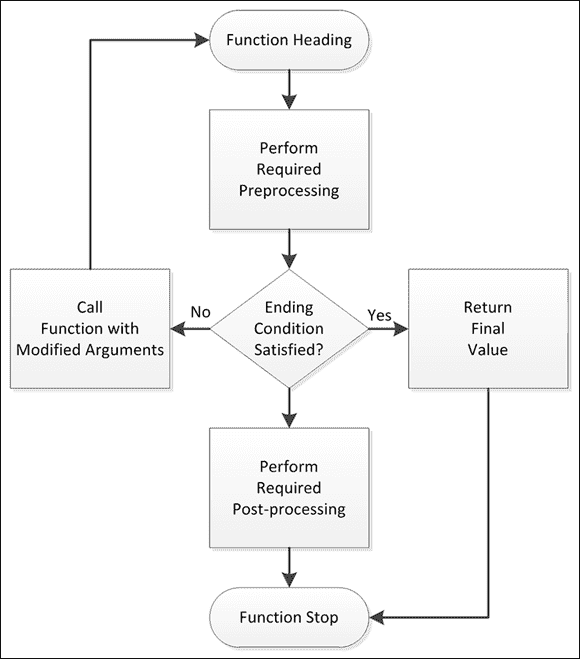 Function Heading
Perform
Required
Preprocessing
Call
Function with
Modified Arguments
No
Ending
Condition
Satisfied?
Yes
Return
Final
Value
Perform
Required
Post-processing
Function Stop